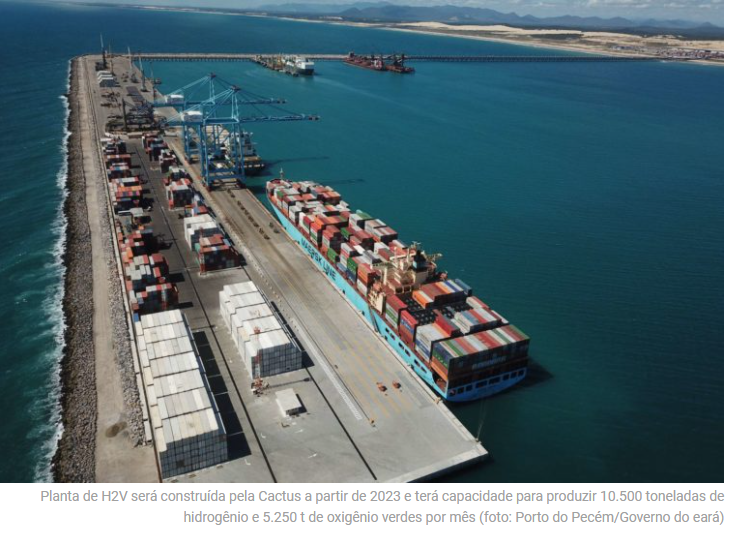 MAERSK LINE
Planta de H2V será construída pela Cactus a partir de 2023 e terá capacidade para produzir 10.500 toneladas de
hidrogênio e 5.250 t de oxigênio verdes por mês (foto: Porto do Pecém/Governo do eará)